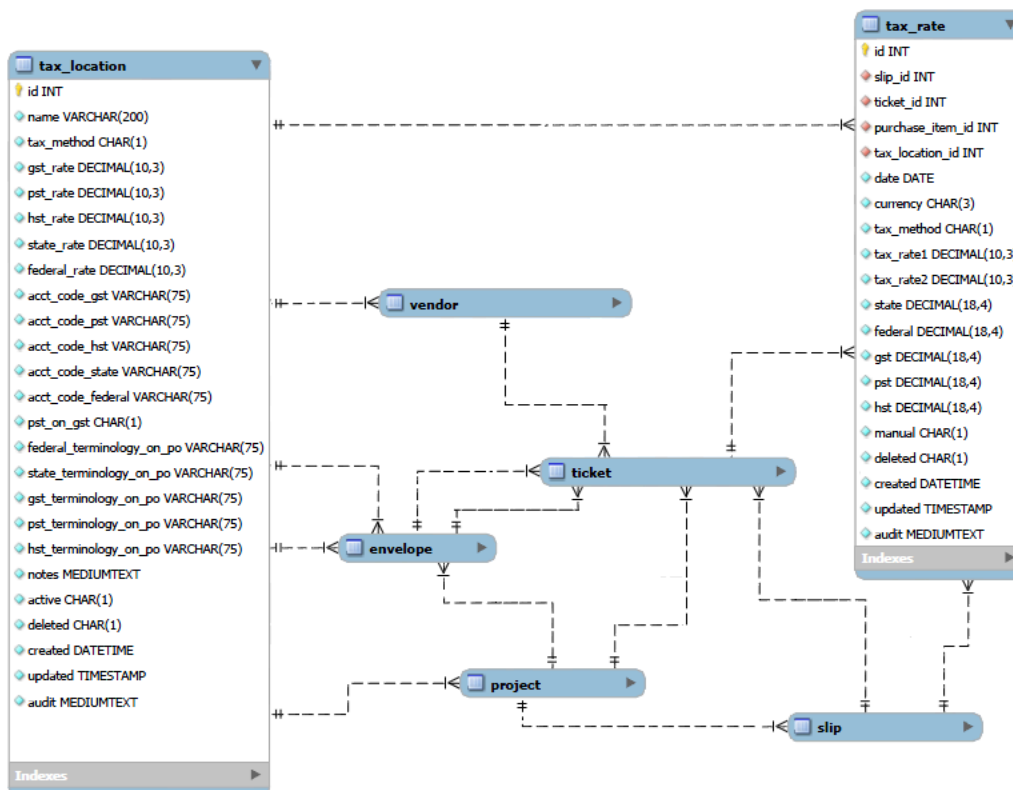 tax_location
id INT
name VARCHAR(200)
tax_method CHAR(1)
gst_rate DECIMAL(10,3)
pst_rate DECIMAL(10,3)
hst_rate DECIMAL(10,3)
state_rate DECIMAL(10,3)
federal_rate DECIMAL(10,3)
acct_code_gst VARCHAR(75)
acct_code_pst VARCHAR(75)
acct_code_hst VARCHAR(75)
acct_code_state VARCHAR(75)
acct_code_federal VARCHAR(75)
pst_on_gst CHAR(1)
federal_terminology_on_po VARCHAR(75)
state_terminology_on_po VARCHAR(75)
gst_terminology_on_po VARCHAR(75)
pst_terminology_on_po VARCHAR(75)
hst_terminology_on_po VARCHAR(75)
notes MEDIUMTEXT
active CHAR(1)
deleted CHAR(1)
created DATETIME
updated TIMESTAMP
audit MEDIUMTEXT
Indexes
vendor
ticket
envelope
project
slip
tax_rate
id INT
slip_id INT
ticket_id INT
purchase_item_id INT
tax_location_id INT
date DATE
currency CHAR(3)
tax_method CHAR(1)
tax_rate1 DECIMAL(10,3
tax_rate2 DECIMAL(10,3
state DECIMAL(18,4)
federal DECIMAL(18,4)
gst DECIMAL(18,4)
pst DECIMAL(18,4)
hst DECIMAL(18,4)
manual CHAR(1)
deleted CHAR(1)
created DATETIME
updated TIMESTAMP
audit MEDIUMTEXT
Indexes